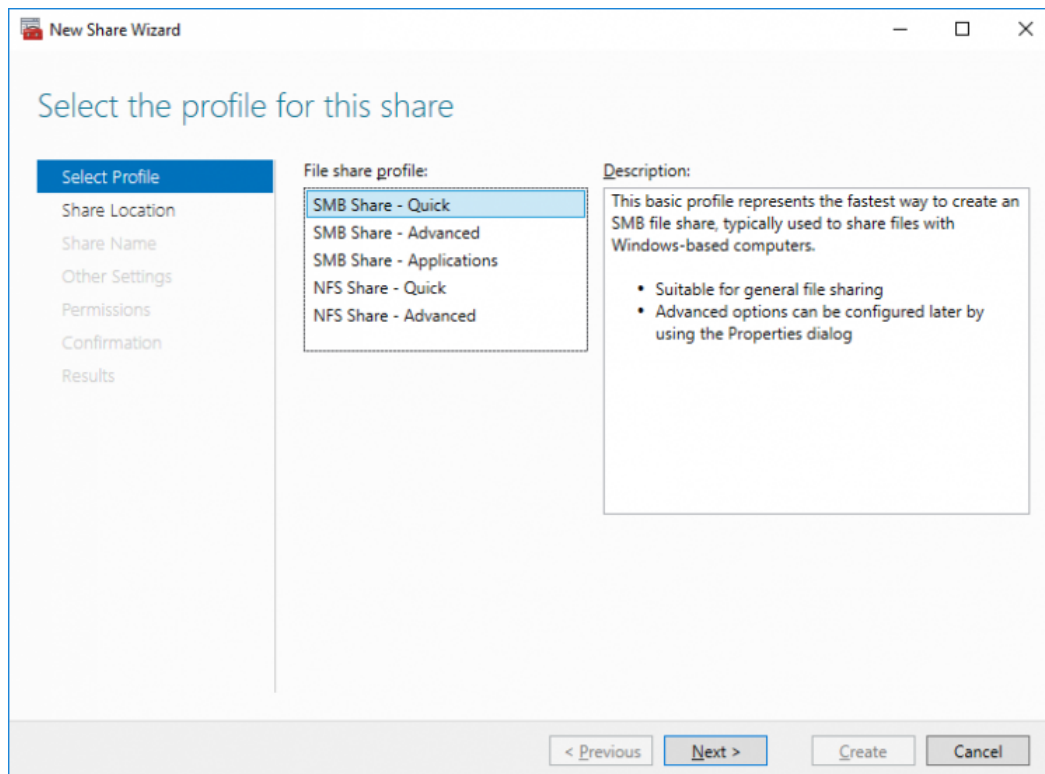 New Share Wizard
Select the profile for this share
Select Profile
Share Location
Share Name
Other Settings
Permissions
Confirmation
Results
File share profile:
SMB Share - Quick
SMB Share - Advanced
SMB Share - Applications
NFS Share - Quick
NFS Share - Advanced
Description:
This basic profile represents the fastest way to create an
SMB file share, typically used to share files with
Windows-based computers.
• Suitable for general file sharing
• Advanced options can be configured later by
using the Properties dialog
< Previous
Next >
Create
Cancel